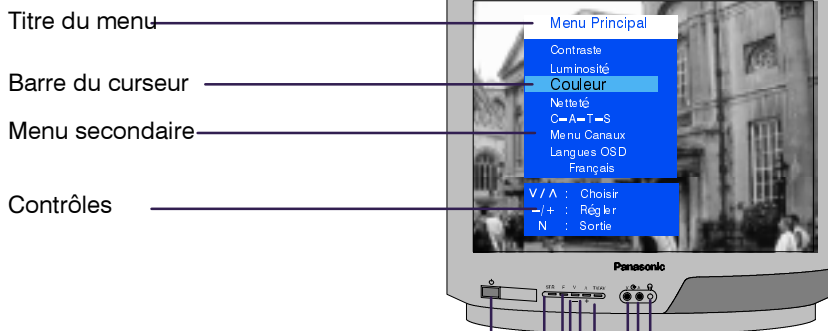 Titre du menu
Menu Principal
Contraste
Luminosité
Barre du curseur
Couleur
Netteté
C-A-T-S
Menu secondaire
Menu Canaux
Langues OSD
Français
Contrôles
V / Λ : Choisir
-/+ : Régler
N : Sortie
Panasonic